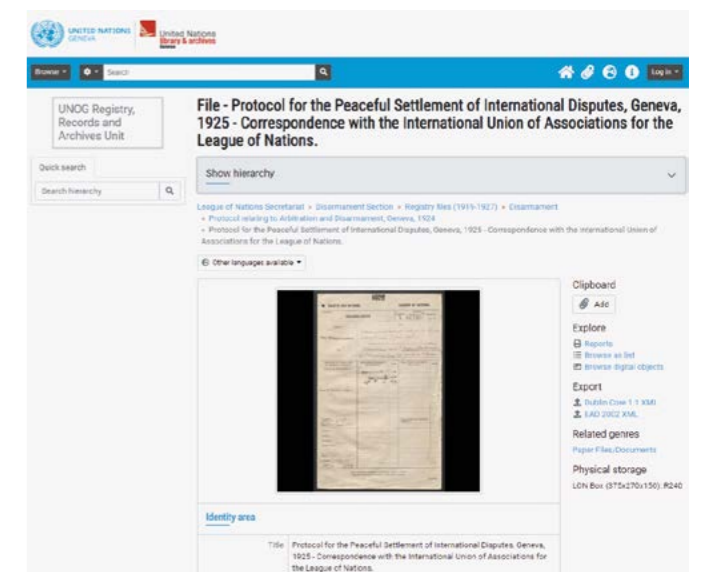 UNITED NATIONS
GENEVA
United Nations
library & archives
Geneva
Browse
Search
Log in
UNOG Registry,
Records and
Archives Unit
Quick search
Search hierarchy
File - Protocol for the Peaceful Settlement of International Disputes, Geneva,
1925 - Correspondence with the International Union of Associations for the
League of Nations.
Show hierarchy
League of Nations Secretariat » Disarmament Section » Registry files (1919-1927) » Disarmament
» Protocol relating to Arbitration and Disarmament, Geneva, 1924
» Protocol for the Peaceful Settlement of International Disputes, Geneva, 1925 - Correspondence with the International Union of
Associations for the League of Nations.
Other languages available
Clipboard
Add
Explore
Reports
Browse as list
Browse digital objects
Export
Dublin Core 1.1 XML
EAD 2002 XML
Related genres
Paper Files/Documents
Physical storage
LON Box (375x270x150): R240
Identity area
Title
Protocol for the Peaceful Settlement of International Disputes, Geneva,
1925 - Correspondence with the International Union of Associations for
the League of Nations.